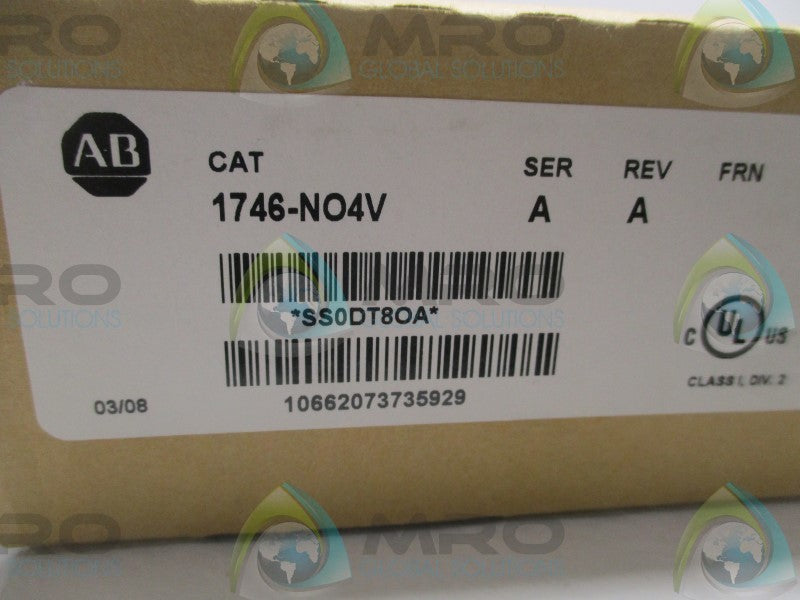 AB
CAT SER REV FRN
1746-NO4V A A
*SS0DT8OA*
10662073735929
03/08
C UL US
CLASS I, DIV. 2
MRO
GLOBAL SOLUTIONS